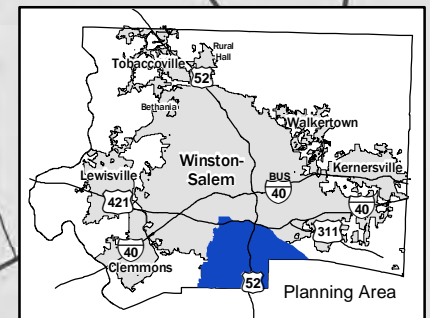 Rural
Hall
Tobaccoville
52
Bethania
Walkertown
Winston-
Salem
Kernersville
Lewisville
BUS
40
421
40
311
40
Clemmons
52
Planning Area